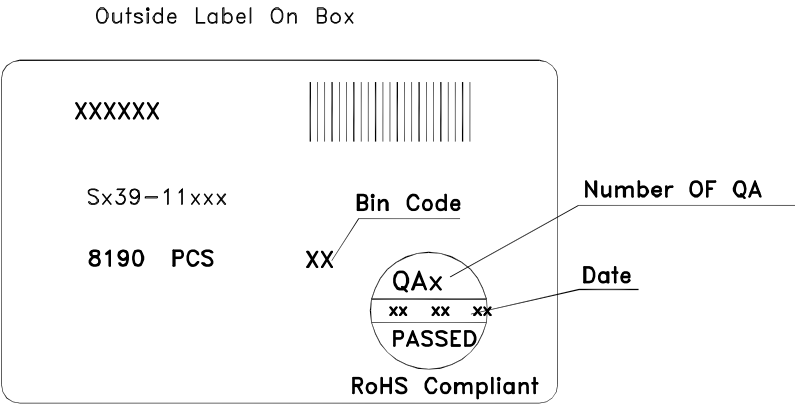 Outside Label On Box
XXXXXX
Sx39-11xxx
Bin Code
Number OF QA
8190 PCS
XX
QAx
Date
xx xx xx
PASSED
RoHS Compliant